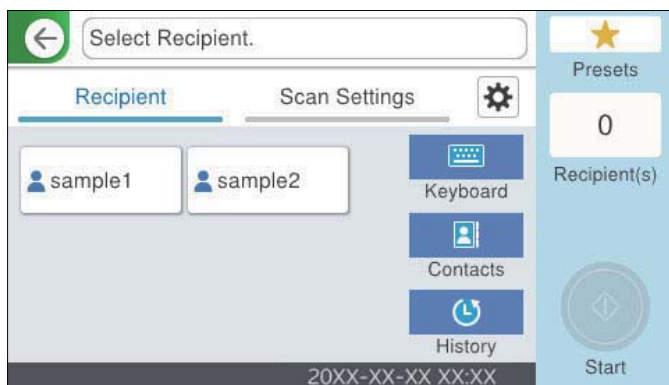 Select Recipient.
Presets
Recipient
Scan Settings
0
Recipient(s)
sample1
sample2
Keyboard
Contacts
History
Start
20XX-XX-XX XX:XX